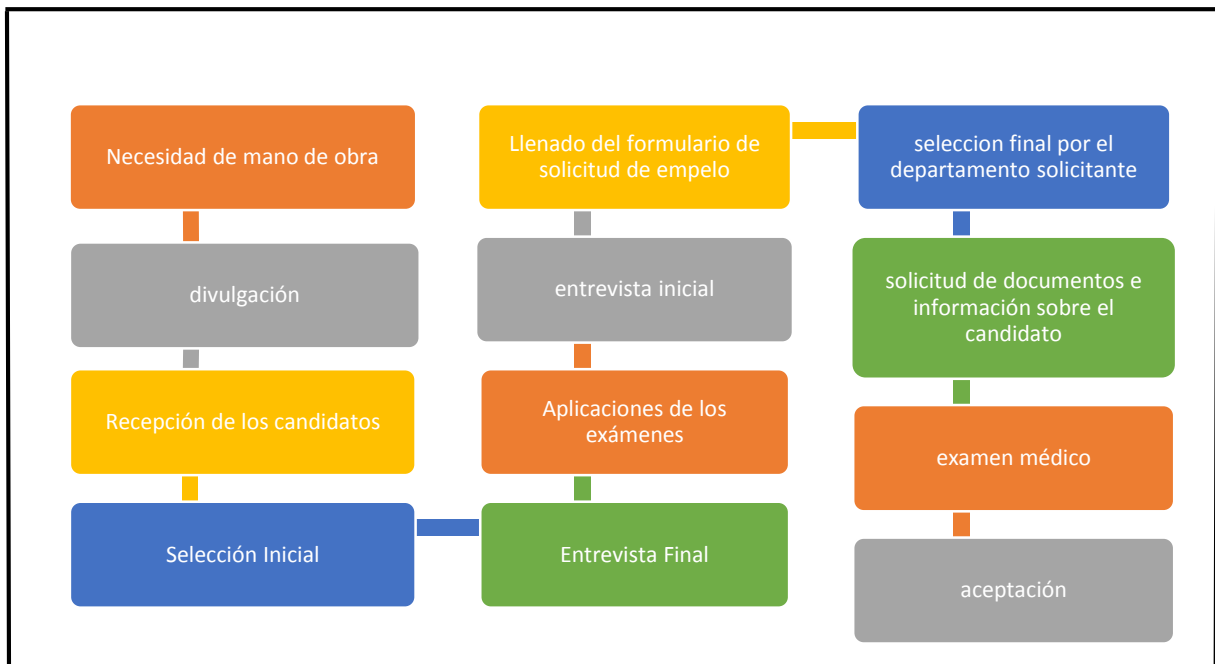 Necesidad de mano de obra
divulgación
Recepción de los candidatos
Selección Inicial
Llenado del formulario de
solicitud de empelo
entrevista inicial
Aplicaciones de los
exámenes
Entrevista Final
seleccion final por el
departamento solicitante
solicitud de documentos e
información sobre el
candidato
examen médico
aceptación